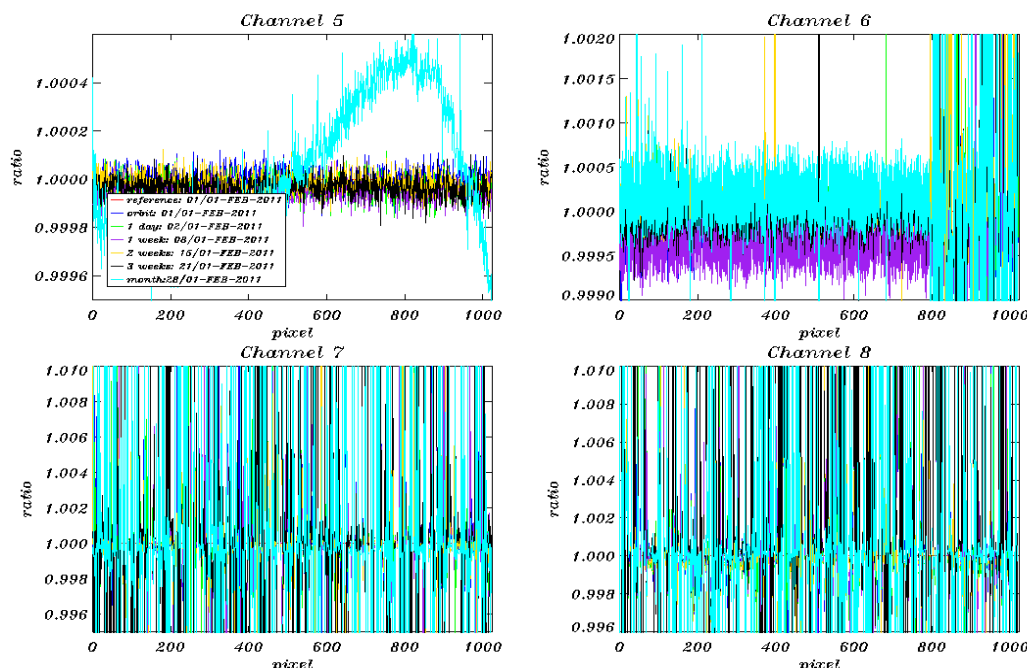 Channel 5
1.0004
1.0002
1.0000
0.9998
0.9996
ratio
reference: 01/01-FEB-2011
orbit: 01/01-FEB-2011
1 day: 02/01-FEB-2011
1 week: 08/01-FEB-2011
2 weeks: 15/01-FEB-2011
3 weeks: 21/01-FEB-2011
month:28/01-FEB-2011
0 200 400 600 800 1000
pixel
Channel 6
1.0020
1.0015
1.0010
1.0005
1.0000
0.9995
0.9990
ratio
0 200 400 600 800 1000
pixel
Channel 7
1.010
1.008
1.006
1.004
1.002
1.000
0.998
0.996
ratio
0 200 400 600 800 1000
pixel
Channel 8
1.010
1.008
1.006
1.004
1.002
1.000
0.998
0.996
ratio
0 200 400 600 800 1000
pixel